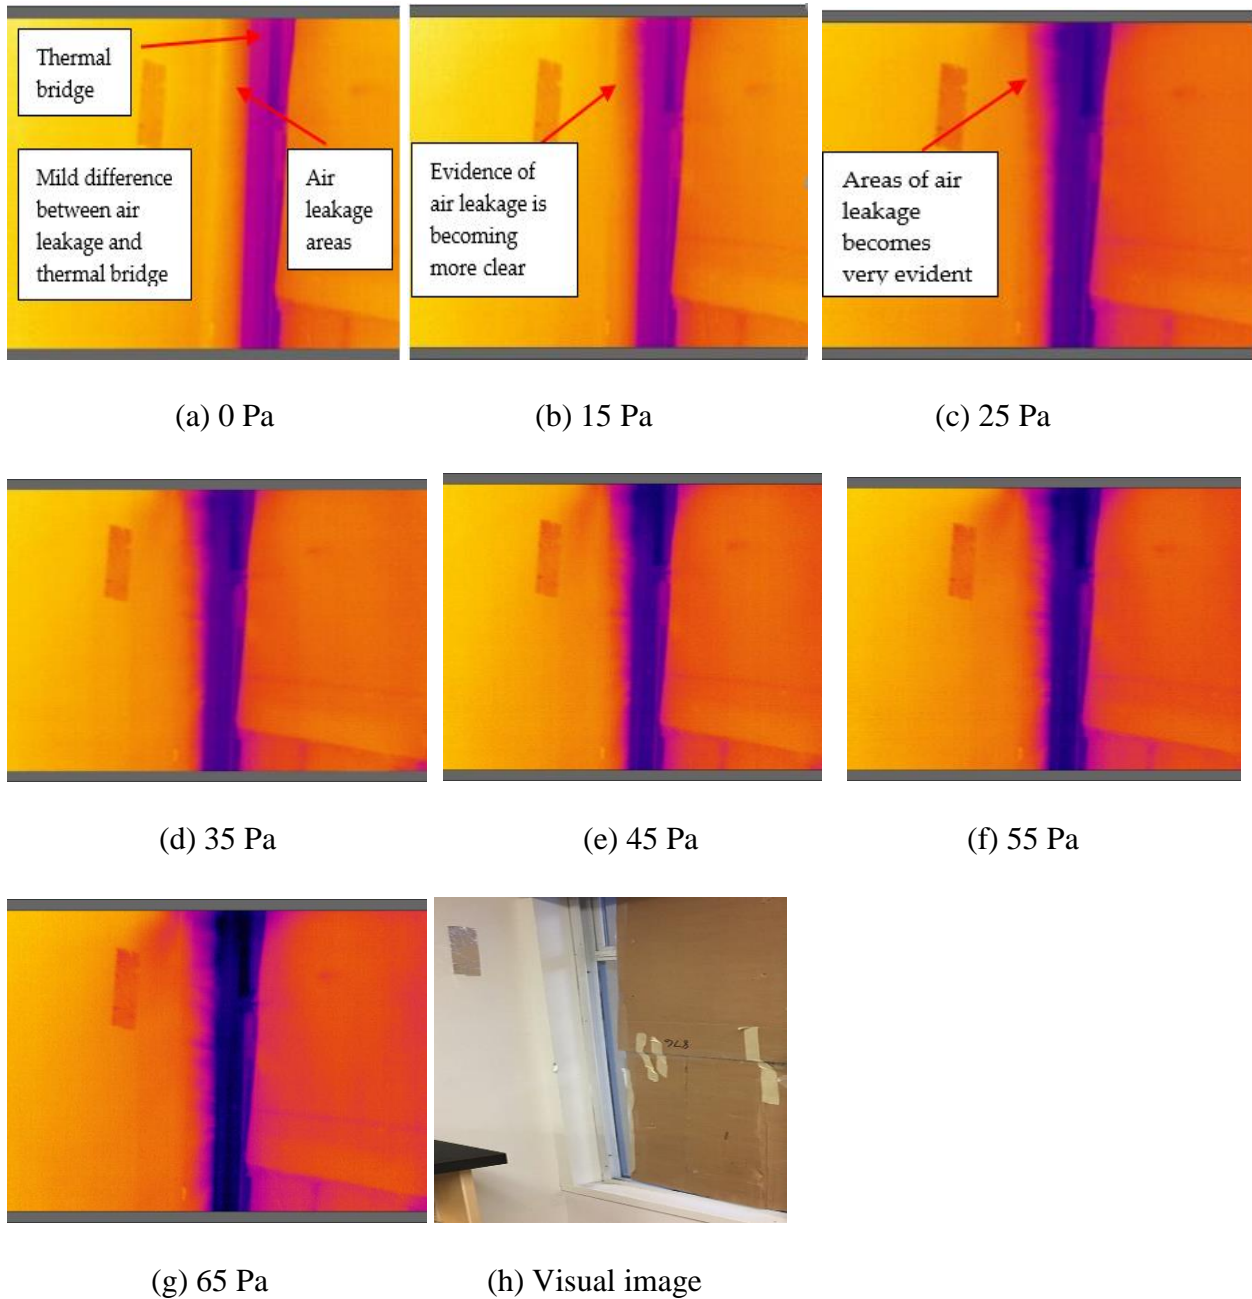 Thermal
bridge
Mild difference
between air
leakage and
thermal bridge
Air
leakage
areas
Evidence of
air leakage is
becoming
more clear
Areas of air
leakage
becomes
very evident
(a) 0 Pa
(b) 15 Pa
(c) 25 Pa
(d) 35 Pa
(e) 45 Pa
(f) 55 Pa
(g) 65 Pa
(h) Visual image